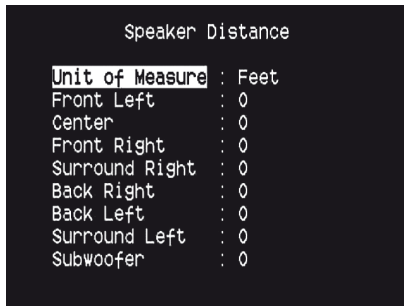 Speaker Distance
Unit of Measure : Feet
Front Left : 0
Center : 0
Front Right : 0
Surround Right : 0
Back Right : 0
Back Left : 0
Surround Left : 0
Subwoofer : 0